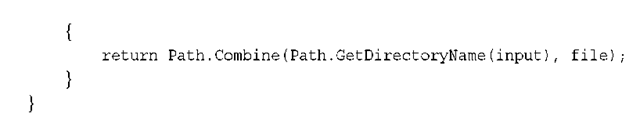 {
return Path.Combine(Path.GetDirectoryName(input), file);
}
}